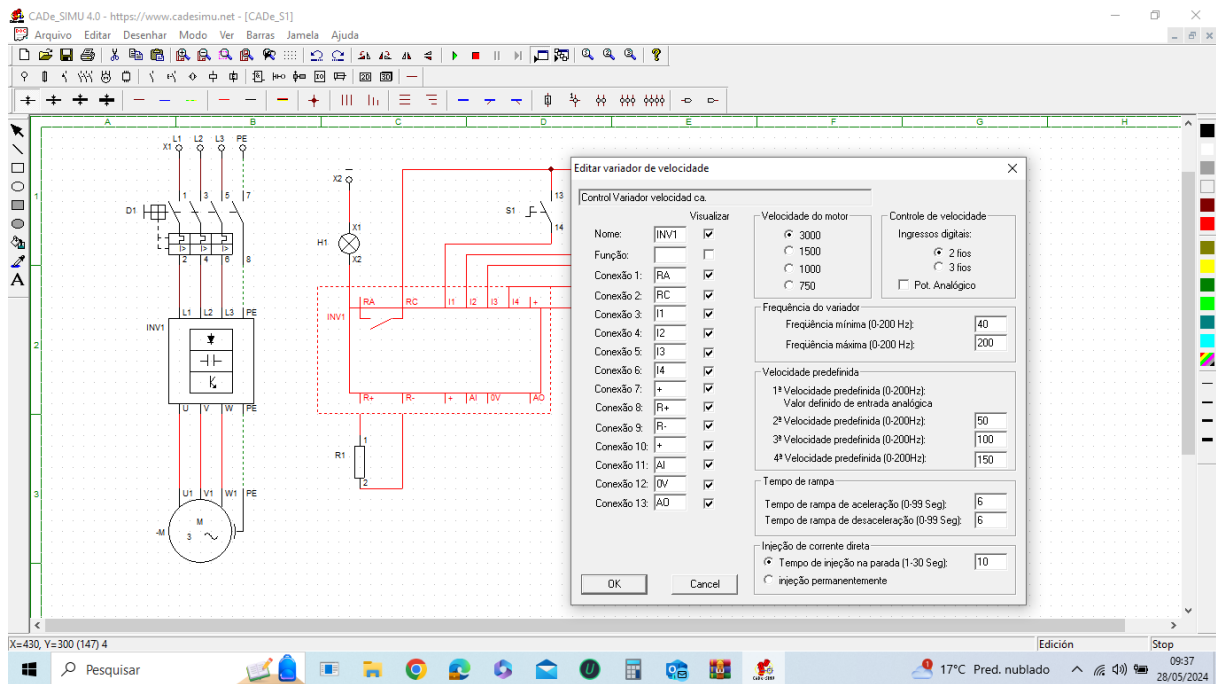 CADe_SIMU 4.0 - https://www.cadesimu.net - [CADe_S1]
Arquivo Editar Desenhar Modo Ver Barras Jamela Ajuda
A B C D E F G H
L1 L2 L3 PE
X1
X2
1 3 5 7
D1
2 4 6 8
H1
X1
X2
S1
13
14
1
2
3
RA RC I1 I2 I3 I4 +
INV1
R+ R- + AI 0V AO
L1 L2 L3 PE
INV1
U V W PE
R1
1
2
U1 V1 W1 PE
-M
M
3
Editar variador de velocidade
Control Variador velocidad ca.
Visualizar
Nome: INV1
Função:
Conexão 1: RA
Conexão 2: RC
Conexão 3: I1
Conexão 4: I2
Conexão 5: I3
Conexão 6: I4
Conexão 7: +
Conexão 8: R+
Conexão 9: R-
Conexão 10: +
Conexão 11: AI
Conexão 12: 0V
Conexão 13: AO
OK Cancel
Velocidade do motor
3000
1500
1000
750
Controle de velocidade
Ingressos digitais:
2 fios
3 fios
Pot. Analógico
Frequência do variador
Freqüência mínima (0-200 Hz): 40
Freqüência máxima (0-200 Hz): 200
Velocidade predefinida
1ª Velocidade predefinida (0-200Hz):
Valor definido de entrada analógica
2ª Velocidade predefinida (0-200Hz): 50
3ª Velocidade predefinida (0-200Hz): 100
4ª Velocidade predefinida (0-200Hz): 150
Tempo de rampa
Tempo de rampa de aceleração (0-99 Seg): 6
Tempo de rampa de desaceleração (0-99 Seg): 6
Injeção de corrente direta
Tempo de injeção na parada (1-30 Seg): 10
injeção permanentemente
X=430, Y=300 (147) 4
Edición
Stop
Pesquisar
17°C Pred. nublado
09:37
28/05/2024